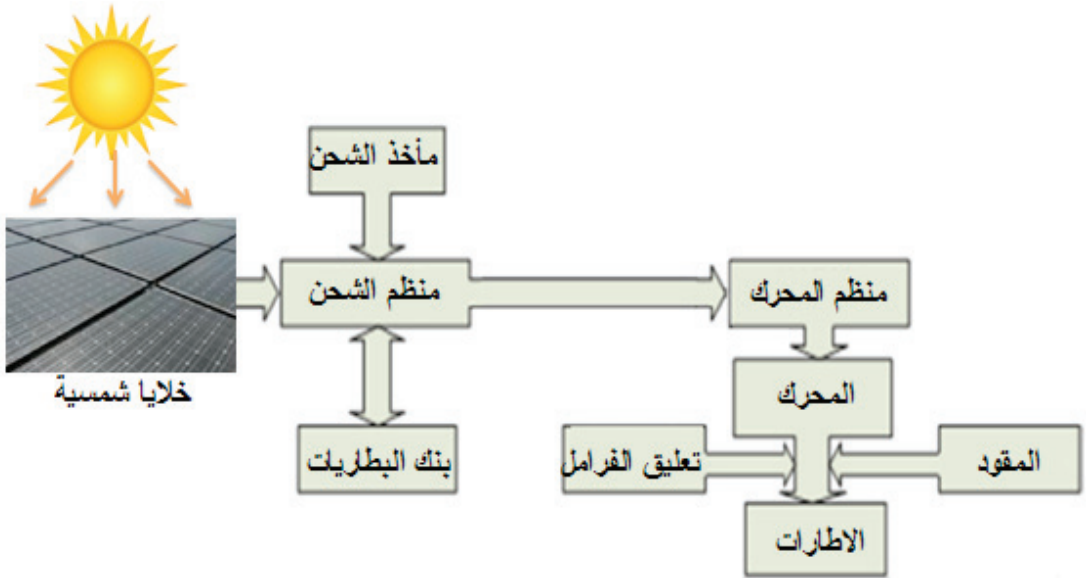 مأخذ الشحن
منظم الشحن
منظم المحرك
خلايا شمسية
المحرك
بنك البطاريات
تعليق الفرامل
المقود
الاطارات